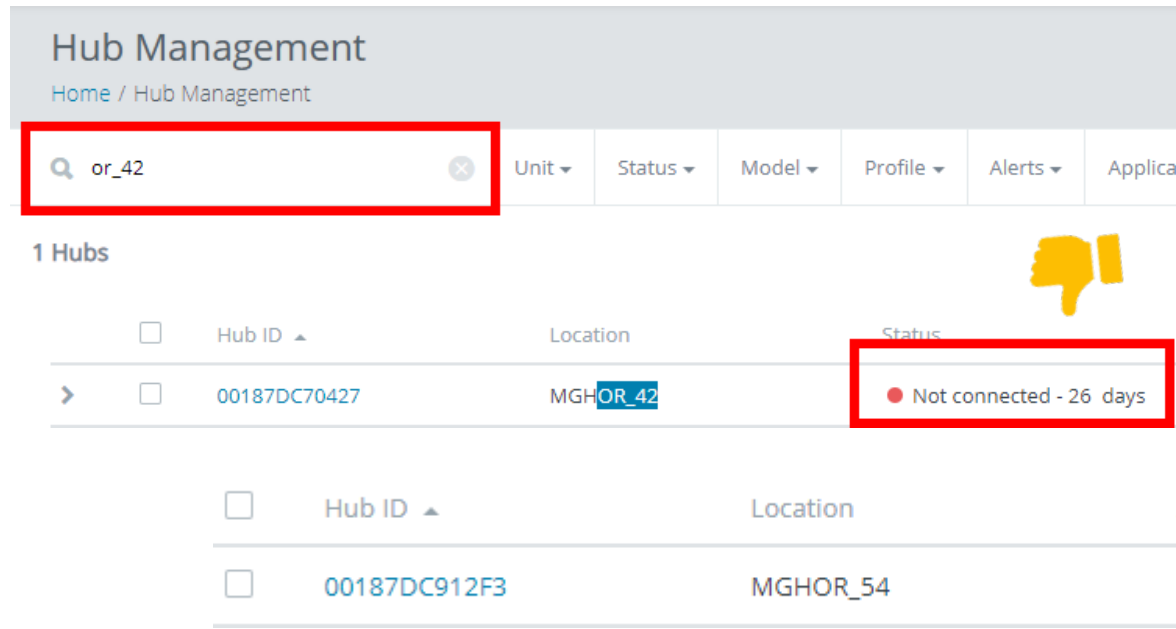 Hub Management
Home / Hub Management
or_42 Unit Status Model Profile Alerts Applica
1 Hubs
Hub ID Location Status
00187DC70427 MGHOR_42 Not connected - 26 days
Hub ID Location
00187DC912F3 MGHOR_54